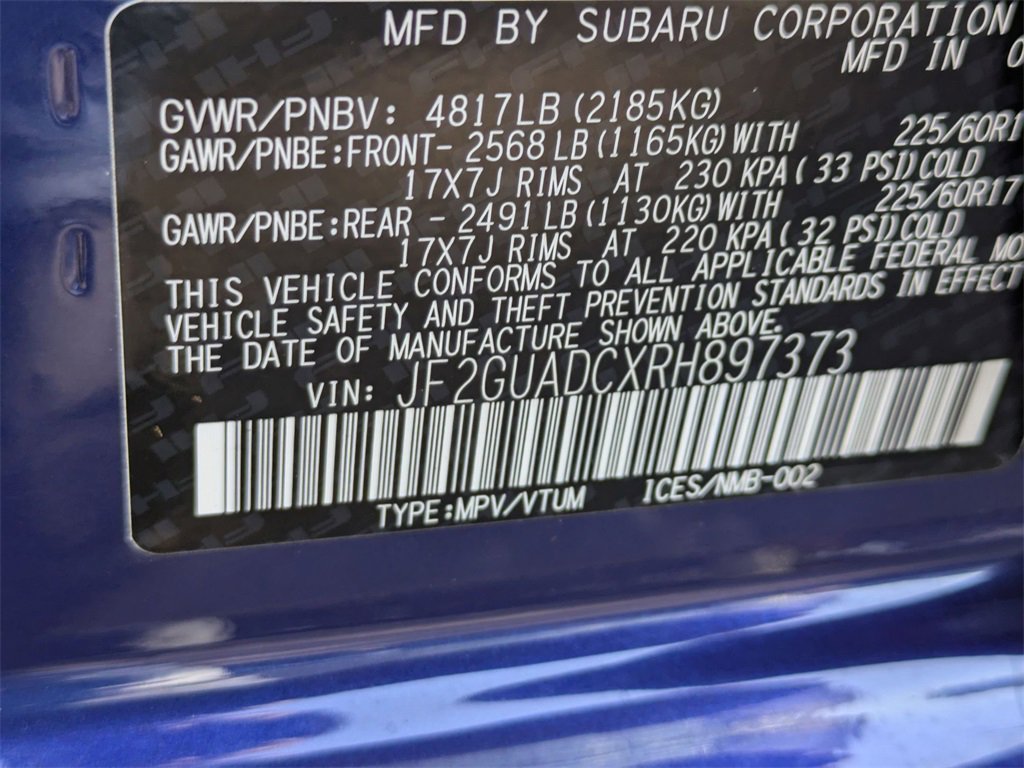 MFD BY SUBARU CORPORATION
MFD IN 0
GVWR/PNBV: 4817LB (2185KG)
GAWR/PNBE:FRONT- 2568 LB (1165KG) WITH 225/60R1
17X7J RIMS AT 230 KPA ( 33 PSI) COLD
GAWR/PNBE:REAR - 2491 LB (1130KG) WITH 225/60R17
17X7J RIMS AT 220 KPA ( 32 PSI) COLD
THIS VEHICLE CONFORMS TO ALL APPLICABLE FEDERAL MO
VEHICLE SAFETY AND THEFT PREVENTION STANDARDS IN EFFECT
THE DATE OF MANUFACTURE SHOWN ABOVE.
VIN: JF2GUADCXRH897373
TYPE:MPV/VTUM ICES/NMB-002